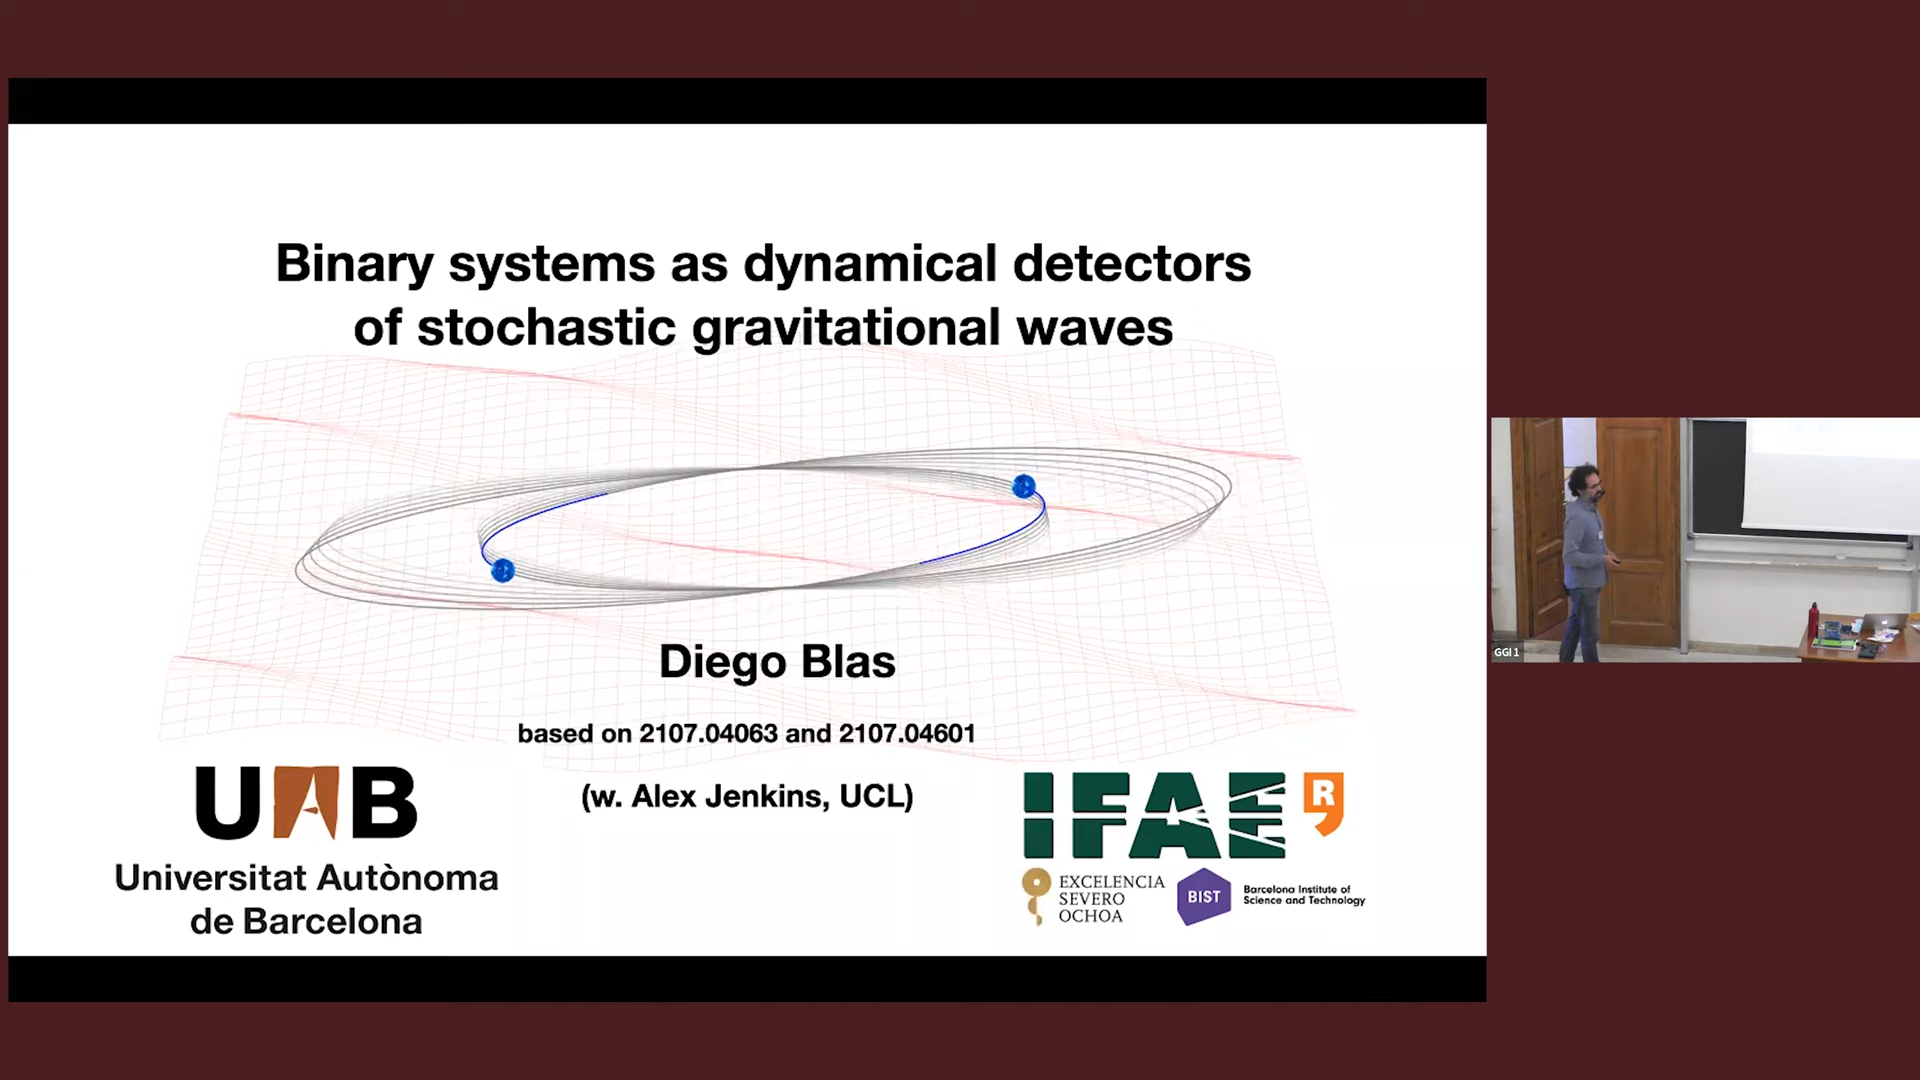 Binary systems as dynamical detectors
of stochastic gravitational waves
Diego Blas
based on 2107.04063 and 2107.04601
(w. Alex Jenkins, UCL)
UAB
Universitat Autònoma
de Barcelona
IFAE
R
EXCELENCIA
SEVERO
OCHOA
BIST
Barcelona Institute of
Science and Technology
GGI 1